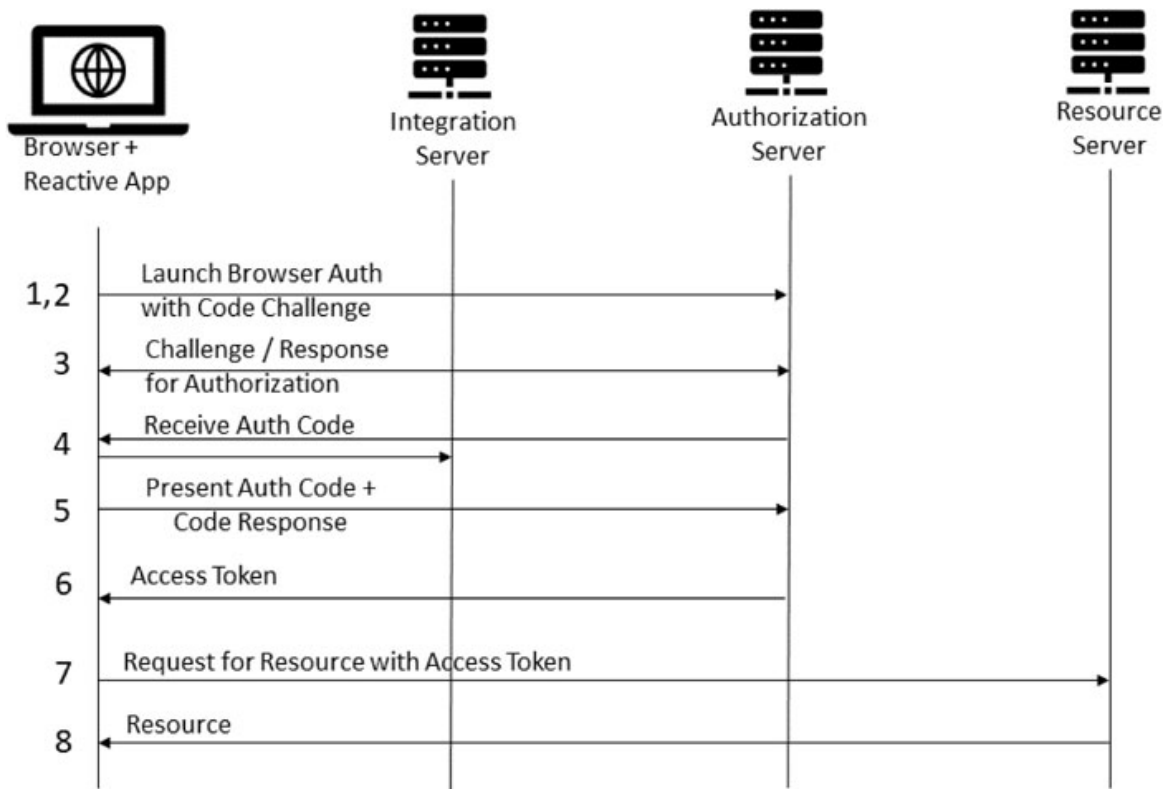 Browser +
Reactive App
Integration
Server
Authorization
Server
Resource
Server
1,2
Launch Browser Auth
with Code Challenge
3
Challenge / Response
for Authorization
4
Receive Auth Code
5
Present Auth Code +
Code Response
6
Access Token
7
Request for Resource with Access Token
8
Resource